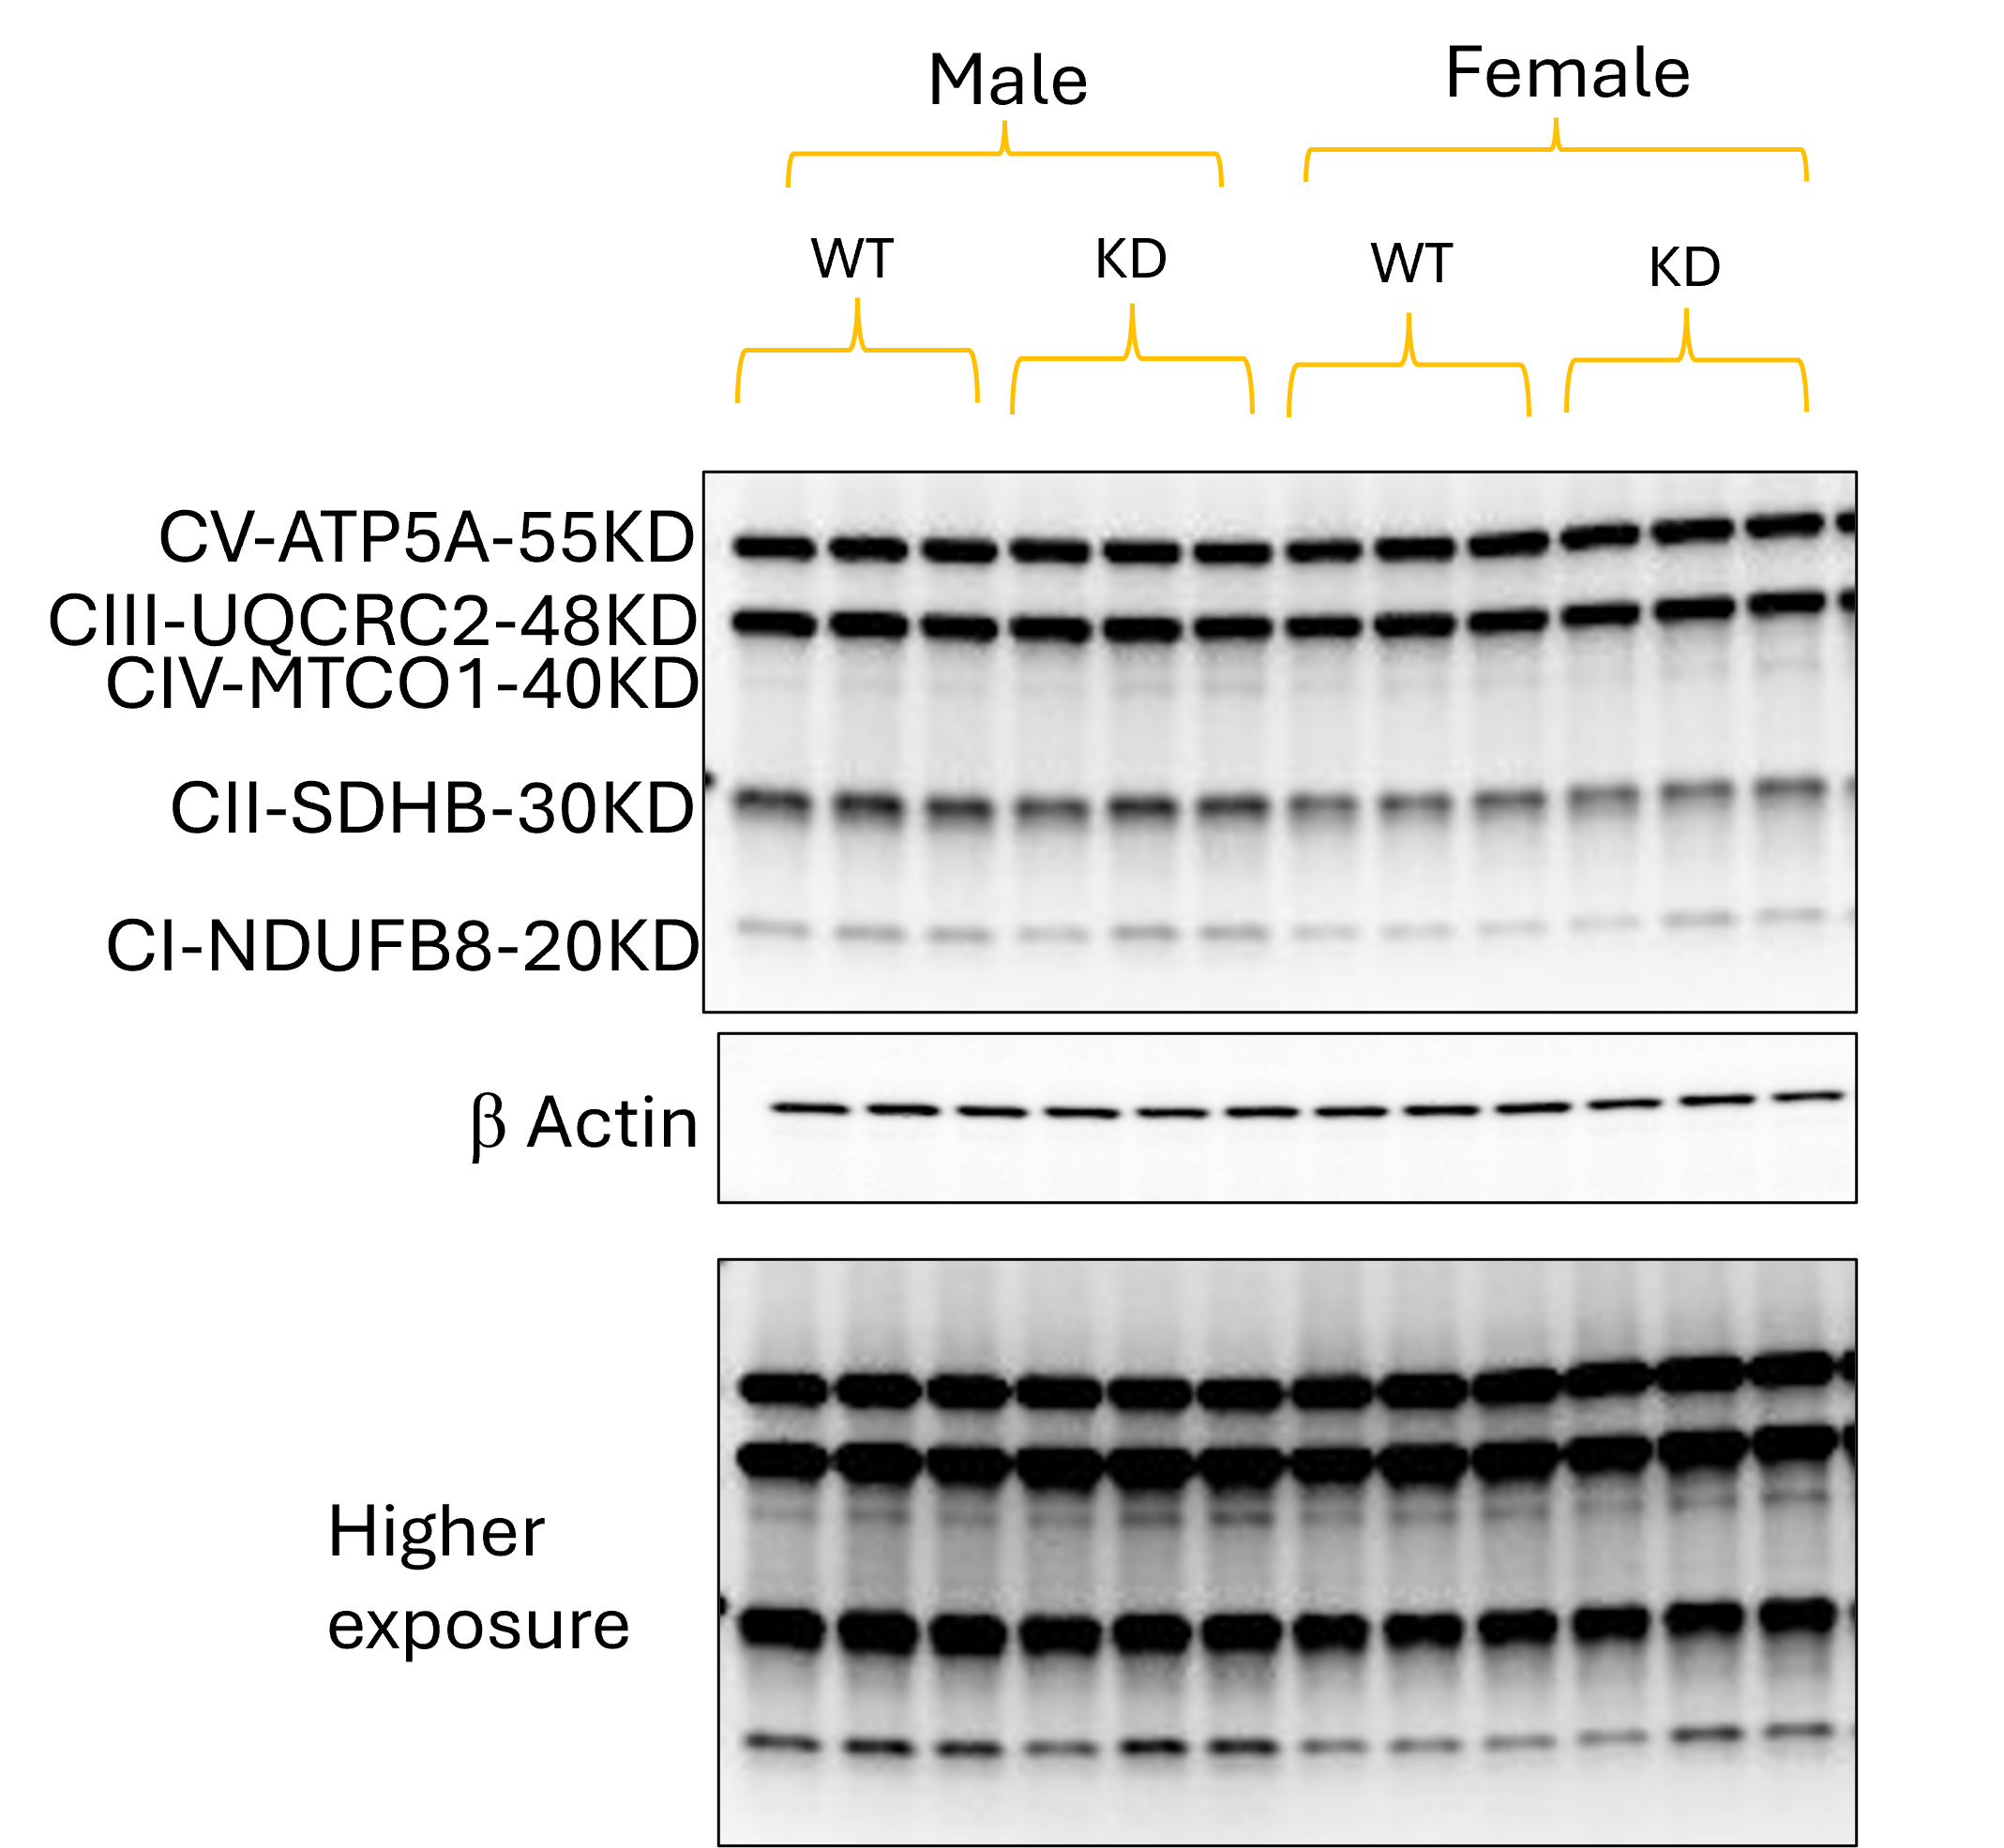 Male
Female
WT
KD
WT
KD
CV-ATP5A-55KD
CIII-UQCRC2-48KD
CIV-MTCO1-40KD
CII-SDHB-30KD
CI-NDUFB8-20KD
β Actin
Higher
exposure